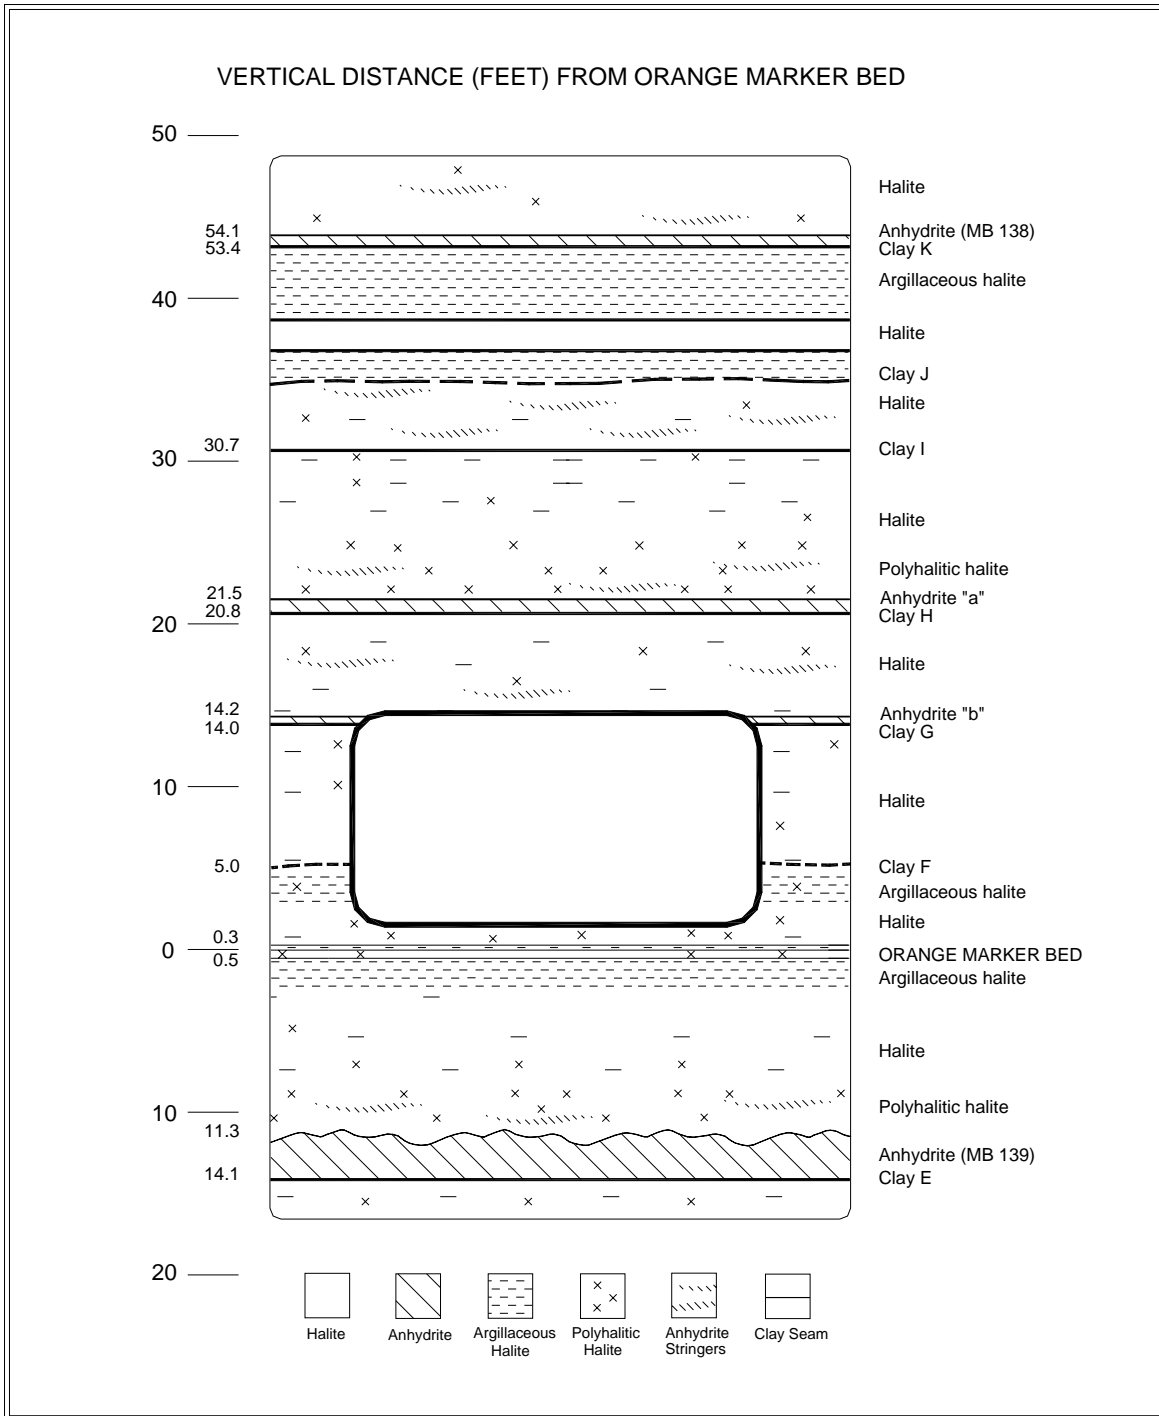 VERTICAL DISTANCE (FEET) FROM ORANGE MARKER BED
50
Halite
54.1 Anhydrite (MB 138)
53.4 Clay K
Argillaceous halite
40
Halite
Clay J
Halite
30.7 Clay I
30
Halite
Polyhalitic halite
21.5 Anhydrite "a"
20.8 Clay H
20
Halite
14.2 Anhydrite "b"
14.0 Clay G
10
Halite
5.0 Clay F
Argillaceous halite
Halite
0.3
0 ORANGE MARKER BED
0.5
Argillaceous halite
Halite
10 Polyhalitic halite
11.3
Anhydrite (MB 139)
14.1 Clay E
20
Halite
Anhydrite
Argillaceous
Halite
Polyhalitic
Halite
Anhydrite
Stringers
Clay Seam